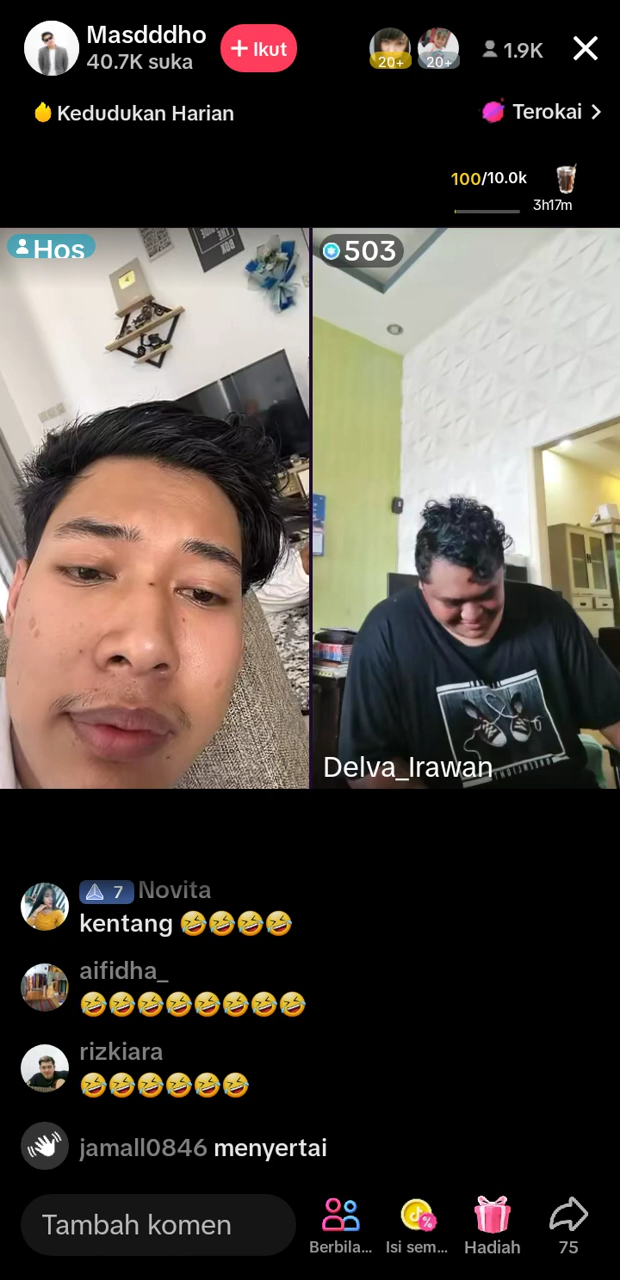 Masdddho
40.7K suka
+ Ikut
20+
20+
1.9K
Kedudukan Harian
Terokai >
100/10.0k
3h17m
Hos
503
Delva_Irawan
7 Novita
kentang 🤣🤣🤣🤣
aifidha_
🤣🤣🤣🤣🤣🤣🤣🤣
rizkiara
🤣🤣🤣🤣🤣🤣
jamall0846 menyertai
Tambah komen
Berbila...
Isi sem...
Hadiah
75